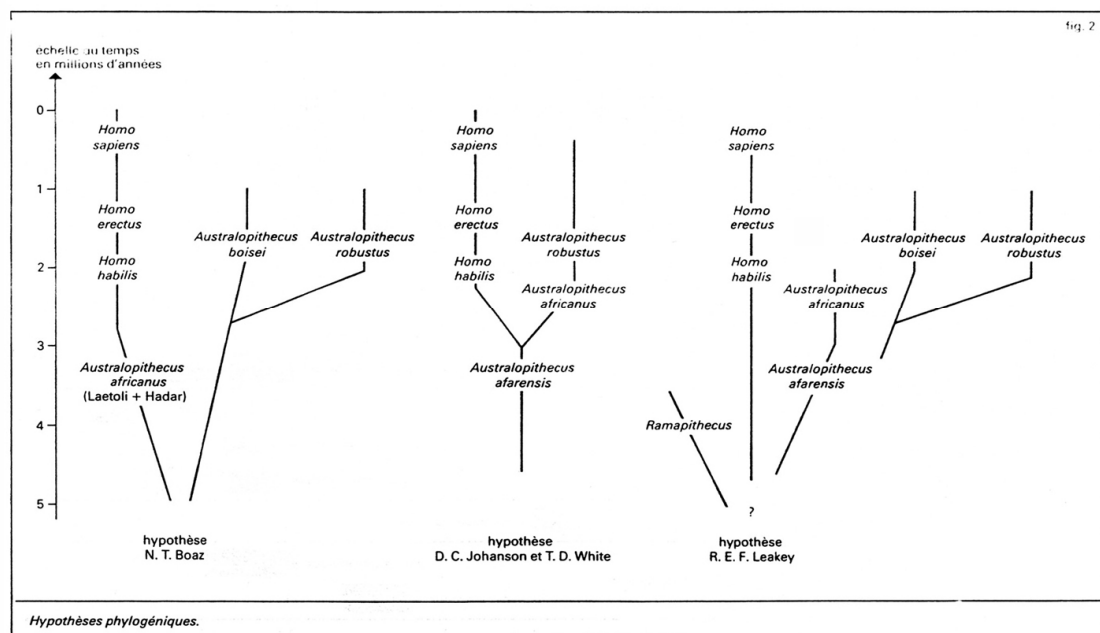 fig. 2
échelle du temps
en millions d'années
0
Homo
sapiens
1
Homo
erectus
Australopithecus
boisei
Australopithecus
robustus
2
Homo
habilis
3
Australopithecus
africanus
(Laetoli + Hadar)
4
5
hypothèse
N. T. Boaz
Homo
sapiens
Homo
erectus
Homo
habilis
Australopithecus
robustus
Australopithecus
africanus
Australopithecus
afarensis
hypothèse
D. C. Johanson et T. D. White
Homo
sapiens
Homo
erectus
Homo
habilis
Australopithecus
africanus
Australopithecus
boisei
Australopithecus
robustus
Australopithecus
afarensis
Ramapithecus
?
hypothèse
R. E. F. Leakey
Hypothèses phylogéniques.